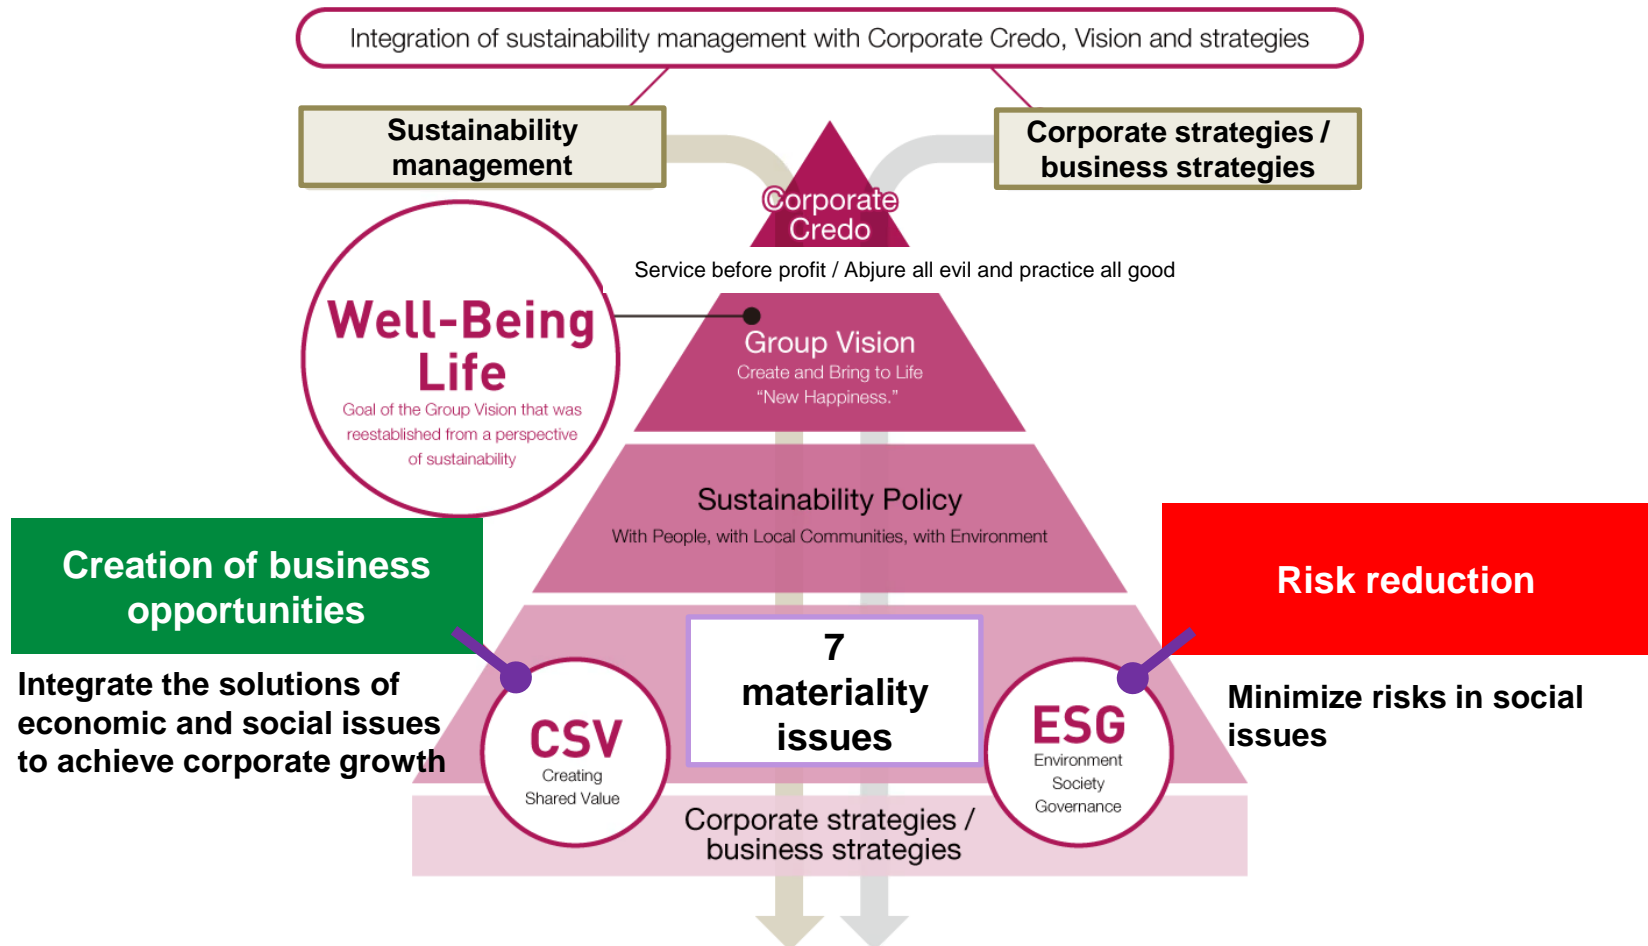 Integration of sustainability management with Corporate Credo, Vision and strategies
Sustainability
management
Corporate strategies /
business strategies
Corporate
Credo
Service before profit / Abjure all evil and practice all good
Well-Being
Life
Goal of the Group Vision that was
reestablished from a perspective
of sustainability
Group Vision
Create and Bring to Life
“New Happiness.”
Sustainability Policy
With People, with Local Communities, with Environment
Creation of business
opportunities
Integrate the solutions of
economic and social issues
to achieve corporate growth
Risk reduction
Minimize risks in social
issues
7
materiality
issues
CSV
Creating
Shared Value
ESG
Environment
Society
Governance
Corporate strategies /
business strategies